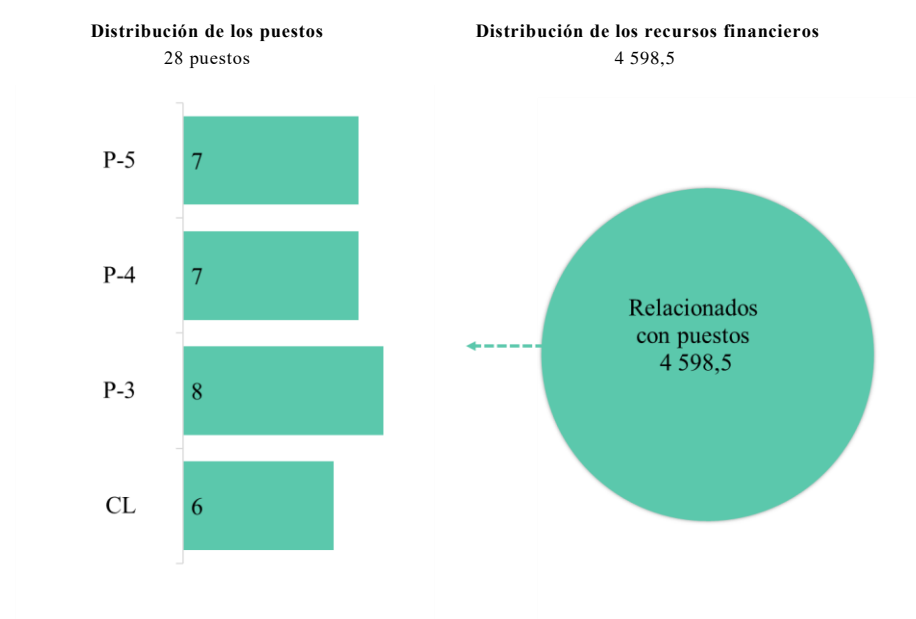 Distribución de los puestos
28 puestos
P-5
7
P-4
7
P-3
8
CL
6
Distribución de los recursos financieros
4 598,5
Relacionados
con puestos
4 598,5